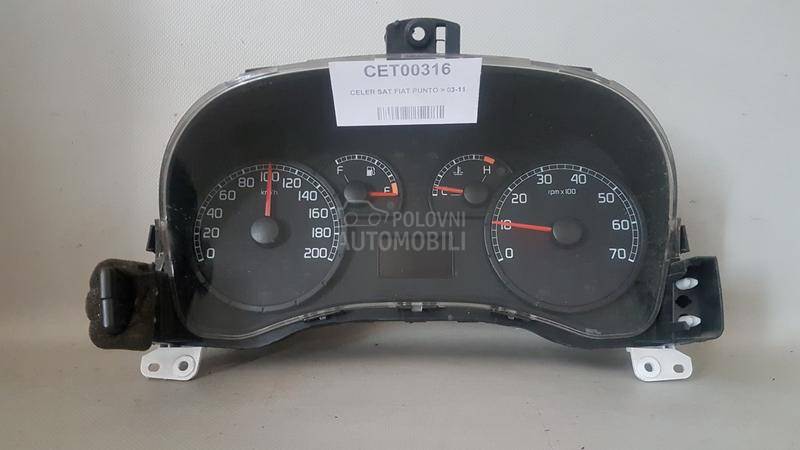 CET00316
CELER SAT FIAT PUNTO > 03-11
0 20 40 60 80 100 120 140 160 180 200 200
km/h
F E
C H
0 10 20 30 40 50 60 70
rpm x 100
POLOVNI
AUTOMOBILI